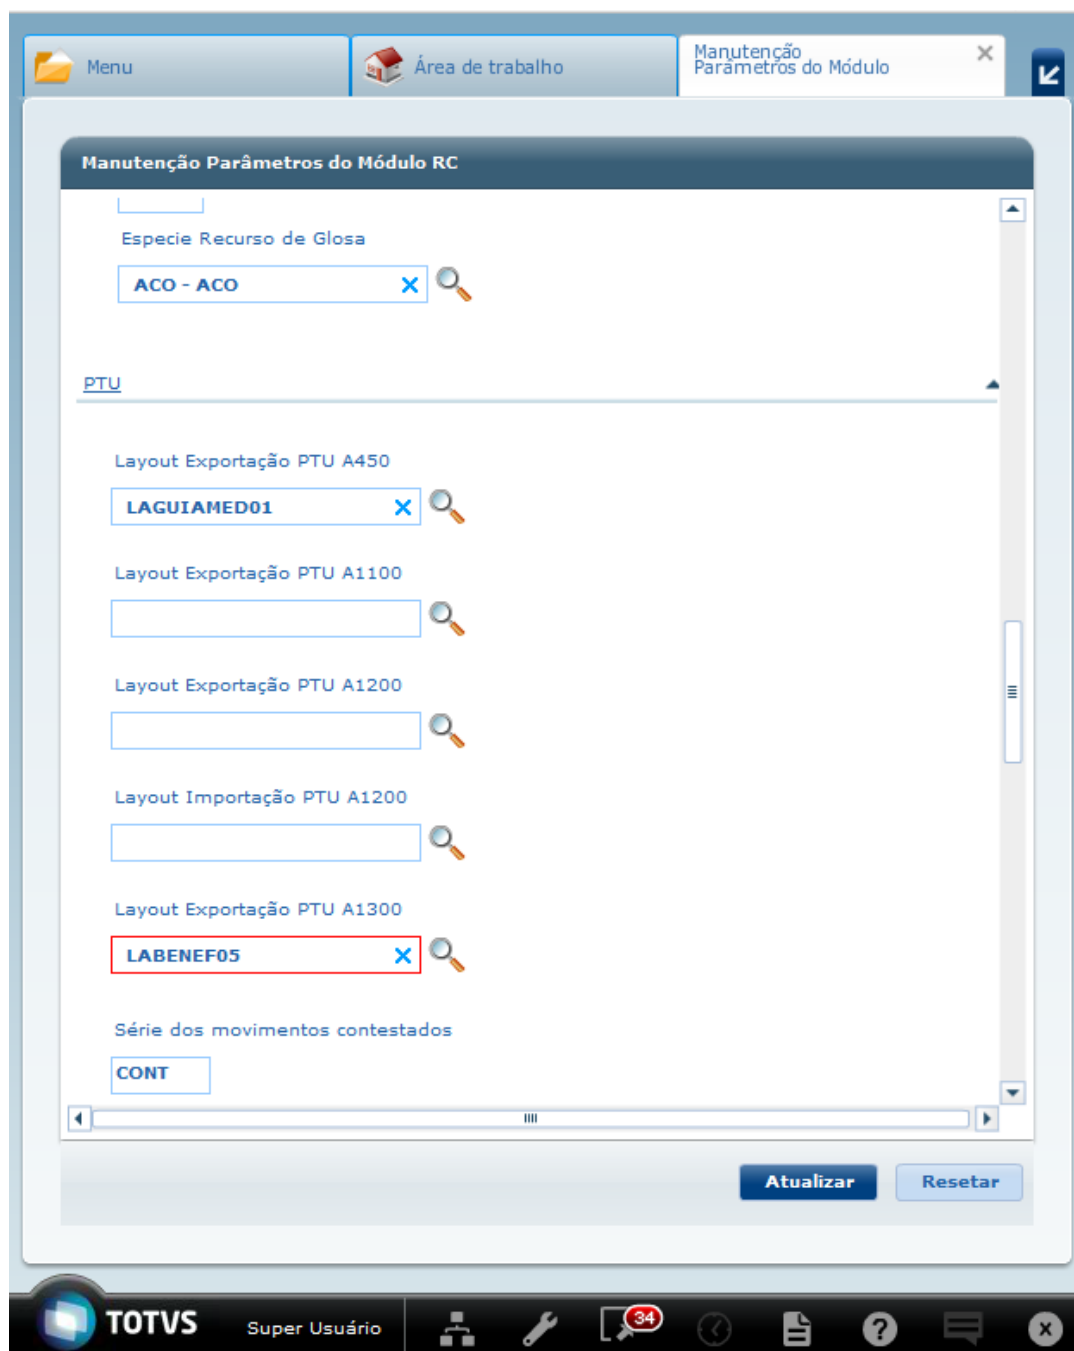 Menu
Área de trabalho
Manutenção
Parâmetros do Módulo
Manutenção Parâmetros do Módulo RC
Especie Recurso de Glosa
ACO - ACO
PTU
Layout Exportação PTU A450
LAGUIAMED01
Layout Exportação PTU A1100
Layout Exportação PTU A1200
Layout Importação PTU A1200
Layout Exportação PTU A1300
LABENEF05
Série dos movimentos contestados
CONT
Atualizar
Resetar
TOTVS
Super Usuário
34